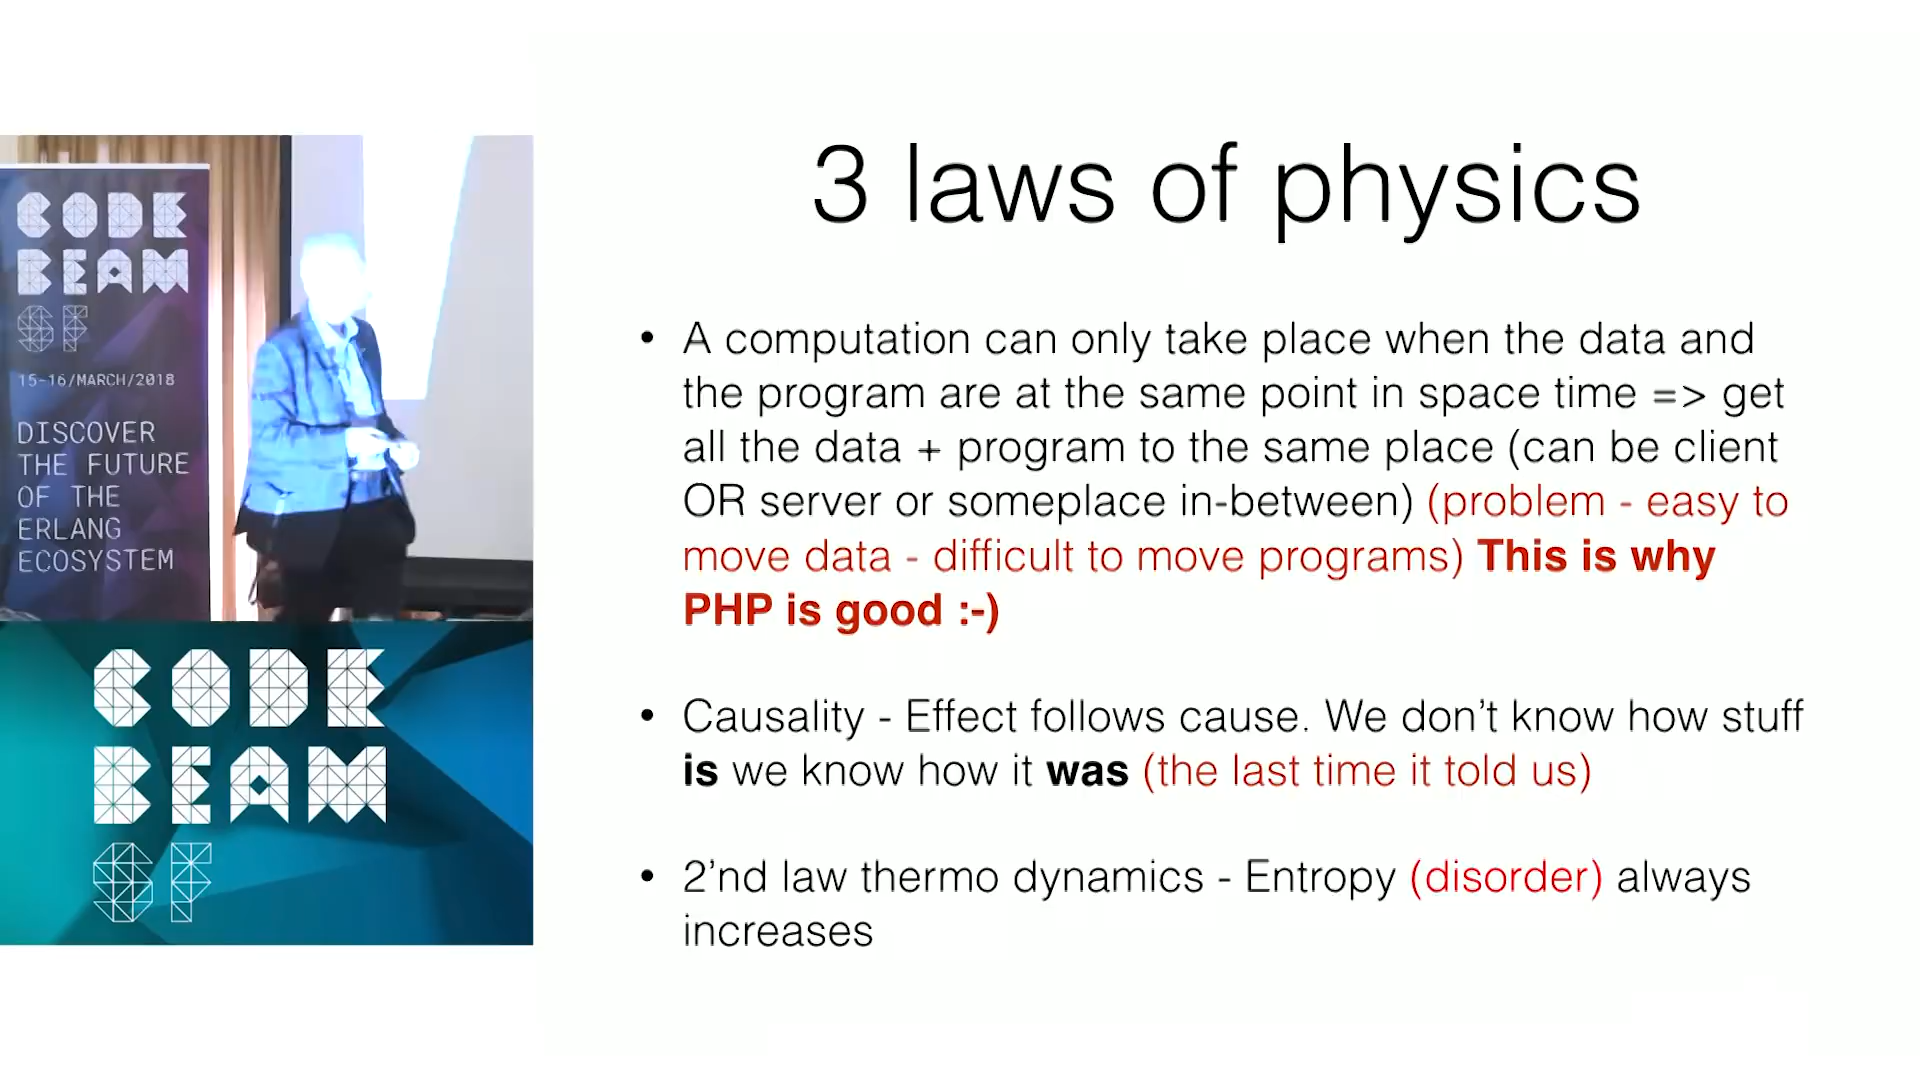 CODE
BEAM
SF
15-16/MARCH/2018
DISCOVER
THE FUTURE
OF THE
ERLANG
ECOSYSTEM
CODE
BEAM
SF
3 laws of physics
• A computation can only take place when the data and
the program are at the same point in space time => get
all the data + program to the same place (can be client
OR server or someplace in-between) (problem - easy to
move data - difficult to move programs) This is why
PHP is good :-)
• Causality - Effect follows cause. We don’t know how stuff
is we know how it was (the last time it told us)
• 2’nd law thermo dynamics - Entropy (disorder) always
increases